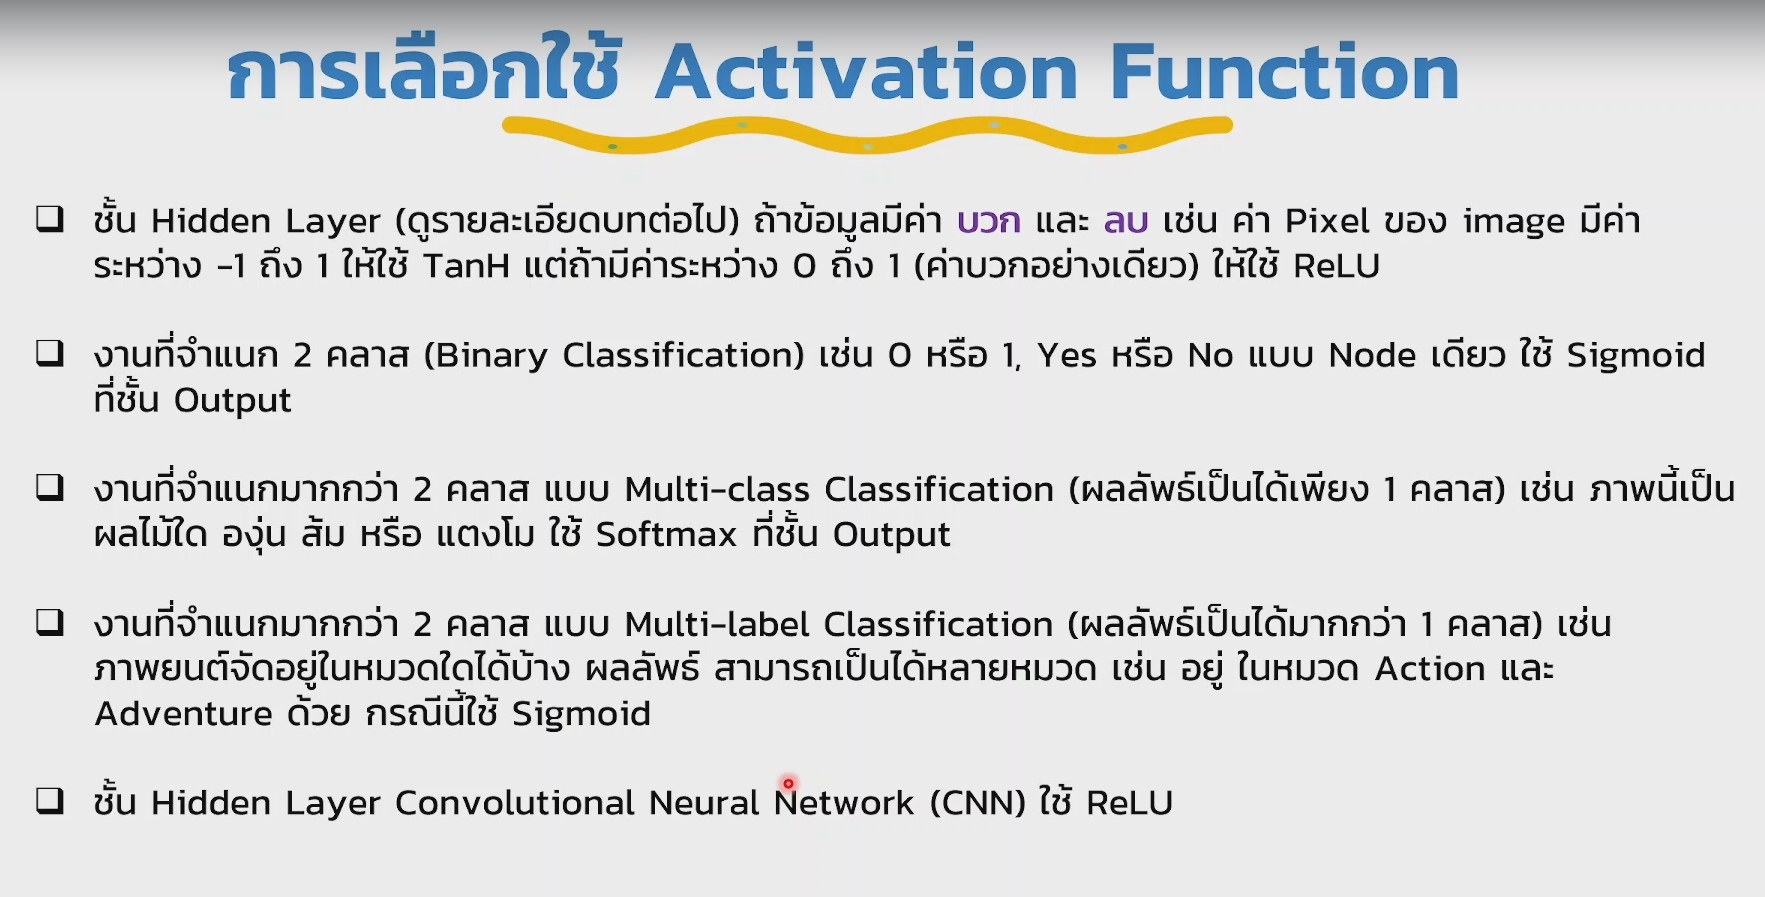 การเลือกใช้ Activation Function
❑ ชั้น Hidden Layer (ดูรายละเอียดบทต่อไป) ถ้าข้อมูลมีค่า บวก และ ลบ เช่น ค่า Pixel ของ image มีค่า
ระหว่าง -1 ถึง 1 ให้ใช้ TanH แต่ถ้ามีค่าระหว่าง 0 ถึง 1 (ค่าบวกอย่างเดียว) ให้ใช้ ReLU
❑ งานที่จำแนก 2 คลาส (Binary Classification) เช่น 0 หรือ 1, Yes หรือ No แบบ Node เดียว ใช้ Sigmoid
ที่ชั้น Output
❑ งานที่จำแนกมากกว่า 2 คลาส แบบ Multi-class Classification (ผลลัพธ์เป็นได้เพียง 1 คลาส) เช่น ภาพนี้เป็น
ผลไม้ใด องุ่น ส้ม หรือ แตงโม ใช้ Softmax ที่ชั้น Output
❑ งานที่จำแนกมากกว่า 2 คลาส แบบ Multi-label Classification (ผลลัพธ์เป็นได้มากกว่า 1 คลาส) เช่น
ภาพยนต์จัดอยู่ในหมวดใดได้บ้าง ผลลัพธ์ สามารถเป็นได้หลายหมวด เช่น อยู่ ในหมวด Action และ
Adventure ด้วย กรณีนี้ใช้ Sigmoid
❑ ชั้น Hidden Layer Convolutional Neural Network (CNN) ใช้ ReLU